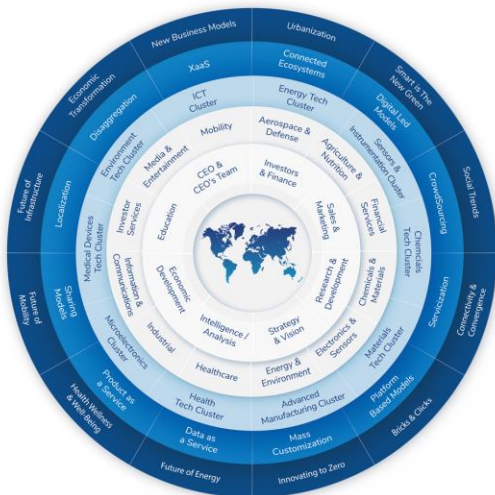 New Business Models
Urbanization
Smart is The
New Green
Social Trends
Connectivity &
Convergence
Bricks & Clicks
Innovating to Zero
Future of Energy
Health Wellness
& Well-Being
Future of
Mobility
Future of
Infrastructure
Economic
Transformation
XaaS
Connected
Ecosystems
Digital Led
Models
CrowdSourcing
Servicization
Platform
Based Models
Mass
Customization
Data as
a Service
Product as
a Service
Sharing
Models
Localization
Disaggregation
ICT
Cluster
Energy Tech
Cluster
Sensors &
Instrumentation Cluster
Chemcials
Tech Cluster
Materials
Tech Cluster
Advanced
Manufacturing Cluster
Health
Tech Cluster
Microelectronics
Cluster
Medical Devices
Tech Cluster
Environment
Tech Cluster
Mobility
Aerospace &
Defense
Agriculture &
Nutrition
Financial
Services
Chemicals &
Materials
Electronics &
Sensors
Energy &
Environment
Healthcare
Industrial
Information &
Communications
Investor
Services
Media &
Entertainment
CEO &
CEO's Team
Investors
& Finance
Sales &
Marketing
Research &
Development
Strategy
& Vision
Intelligence /
Analysis
Economic
Development
Education